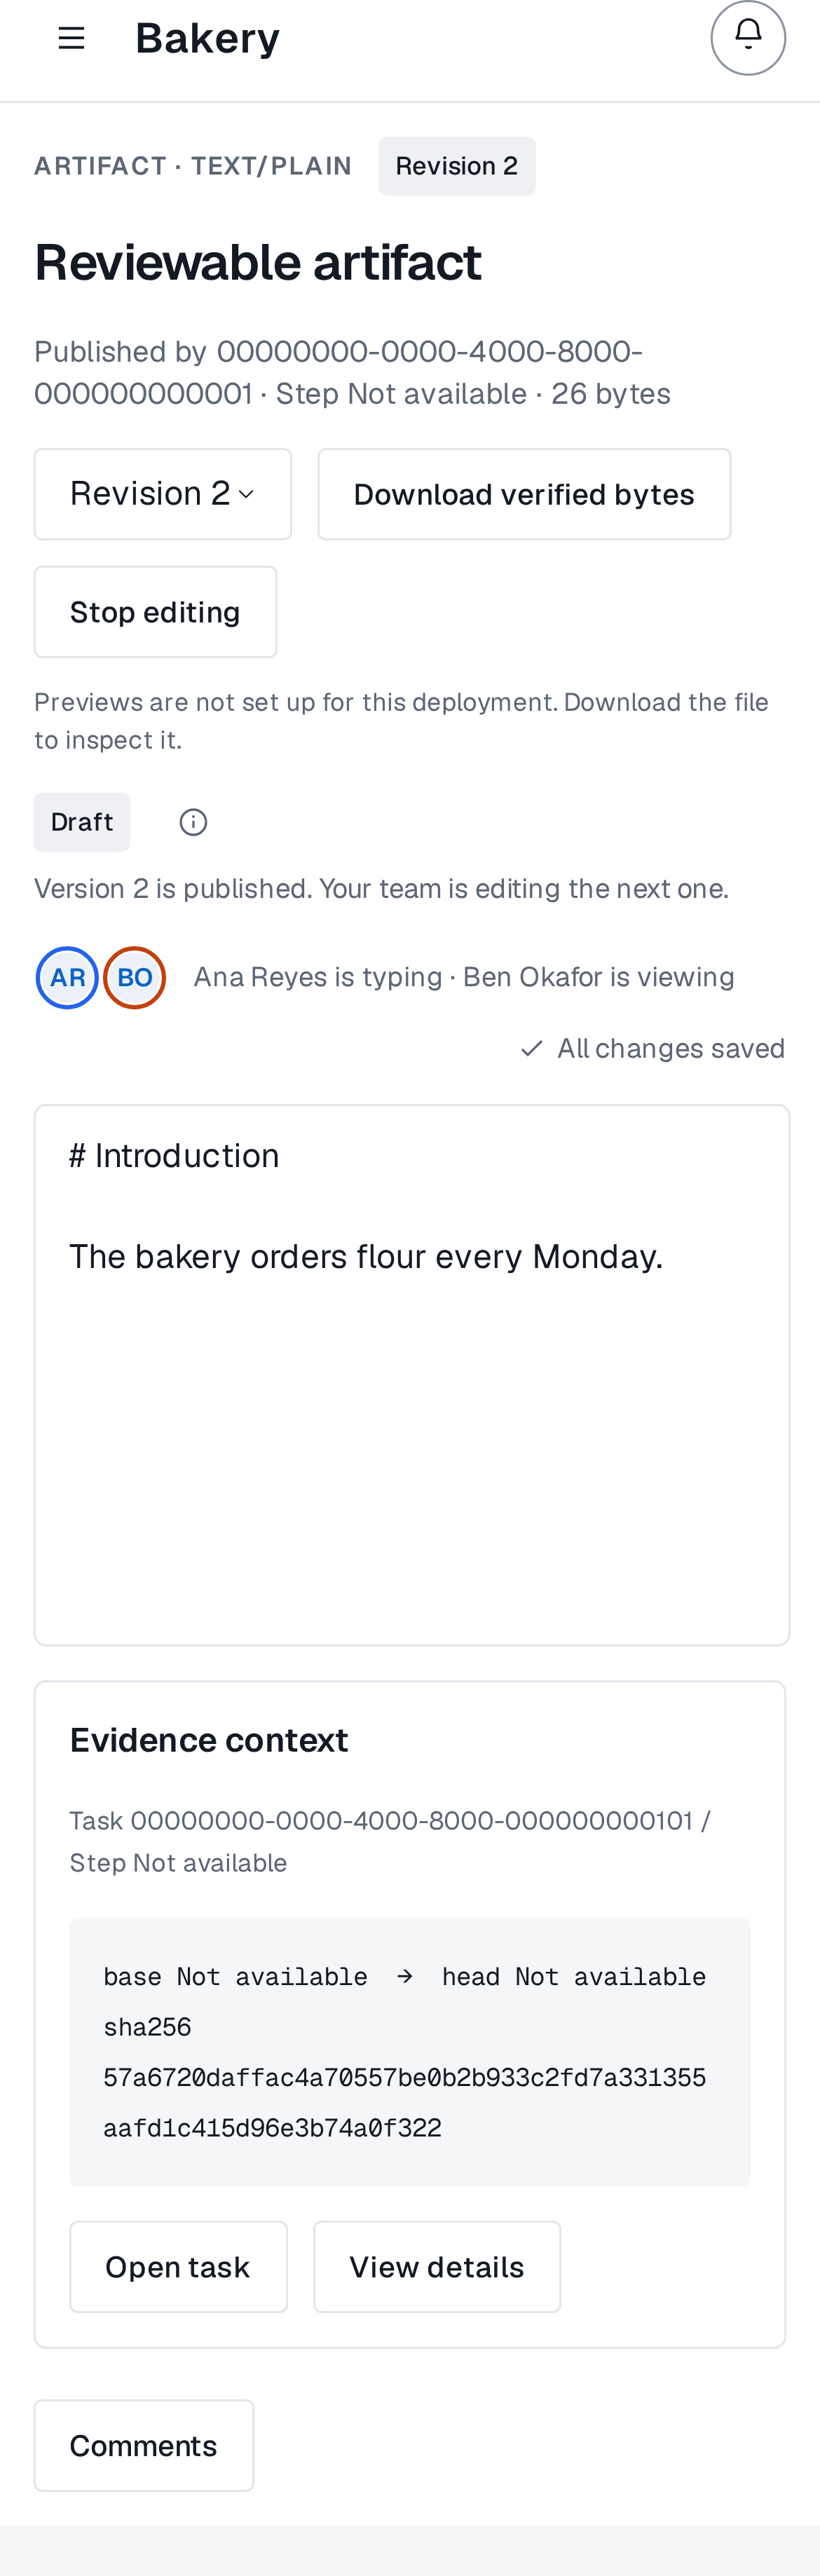 Bakery
ARTIFACT · TEXT/PLAIN Revision 2
Reviewable artifact
Published by 00000000-0000-4000-8000-
000000000001 · Step Not available · 26 bytes
Revision 2 Download verified bytes
Stop editing
Previews are not set up for this deployment. Download the file
to inspect it.
Draft
Version 2 is published. Your team is editing the next one.
AR BO Ana Reyes is typing · Ben Okafor is viewing
All changes saved
# Introduction
The bakery orders flour every Monday.
Evidence context
Task 00000000-0000-4000-8000-000000000101 /
Step Not available
base Not available → head Not available
sha256
57a6720daffac4a70557be0b2b933c2fd7a331355
aafd1c415d96e3b74a0f322
Open task View details
Comments